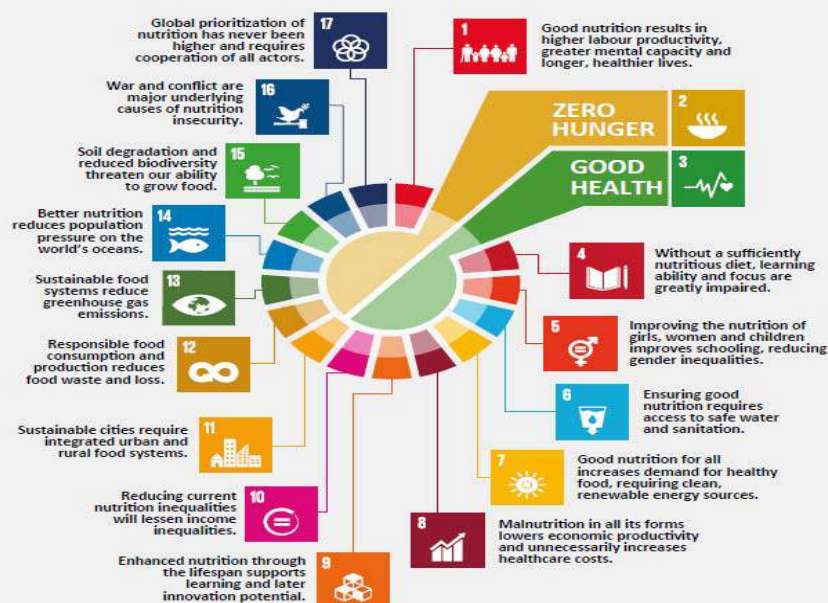 1
Good nutrition results in
higher labour productivity,
greater mental capacity and
longer, healthier lives.
ZERO
HUNGER
2
GOOD
HEALTH
3
4
Without a sufficiently
nutritious diet, learning
ability and focus are
greatly impaired.
5
Improving the nutrition of
girls, women and children
improves schooling, reducing
gender inequalities.
6
Ensuring good
nutrition requires
access to safe water
and sanitation.
7
Good nutrition for all
increases demand for healthy
food, requiring clean,
renewable energy sources.
8
Malnutrition in all its forms
lowers economic productivity
and unnecessarily increases
healthcare costs.
9
Enhanced nutrition through
the lifespan supports
learning and later
innovation potential.
10
Reducing current
nutrition inequalities
will lessen income
inequalities.
11
Sustainable cities require
integrated urban and
rural food systems.
12
Responsible food
consumption and
production reduces
food waste and loss.
13
Sustainable food
systems reduce
greenhouse gas
emissions.
14
Better nutrition
reduces population
pressure on the
world's oceans.
15
Soil degradation and
reduced biodiversity
threaten our ability
to grow food.
16
War and conflict are
major underlying
causes of nutrition
insecurity.
17
Global prioritization of
nutrition has never been
higher and requires
cooperation of all actors.